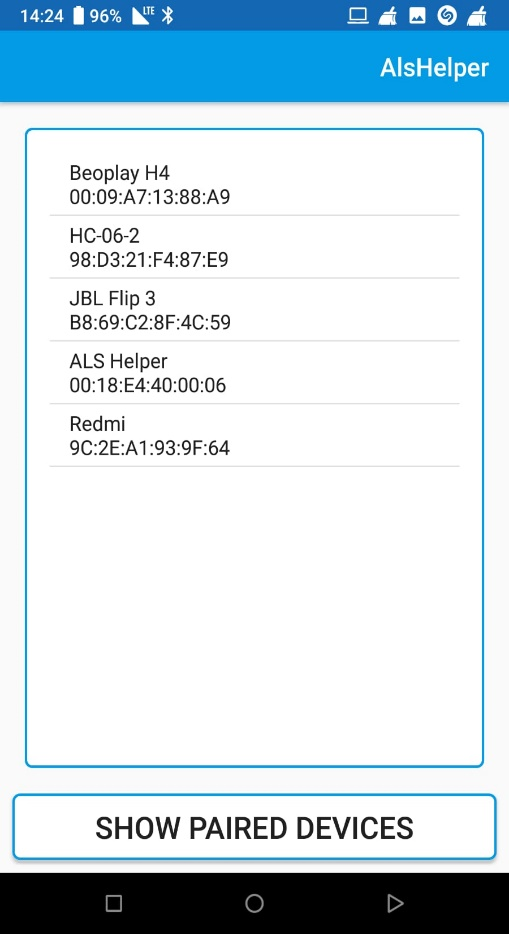 14:24 96% LTE
AlsHelper
Beoplay H4
00:09:A7:13:88:A9
HC-06-2
98:D3:21:F4:87:E9
JBL Flip 3
B8:69:C2:8F:4C:59
ALS Helper
00:18:E4:40:00:06
Redmi
9C:2E:A1:93:9F:64
SHOW PAIRED DEVICES